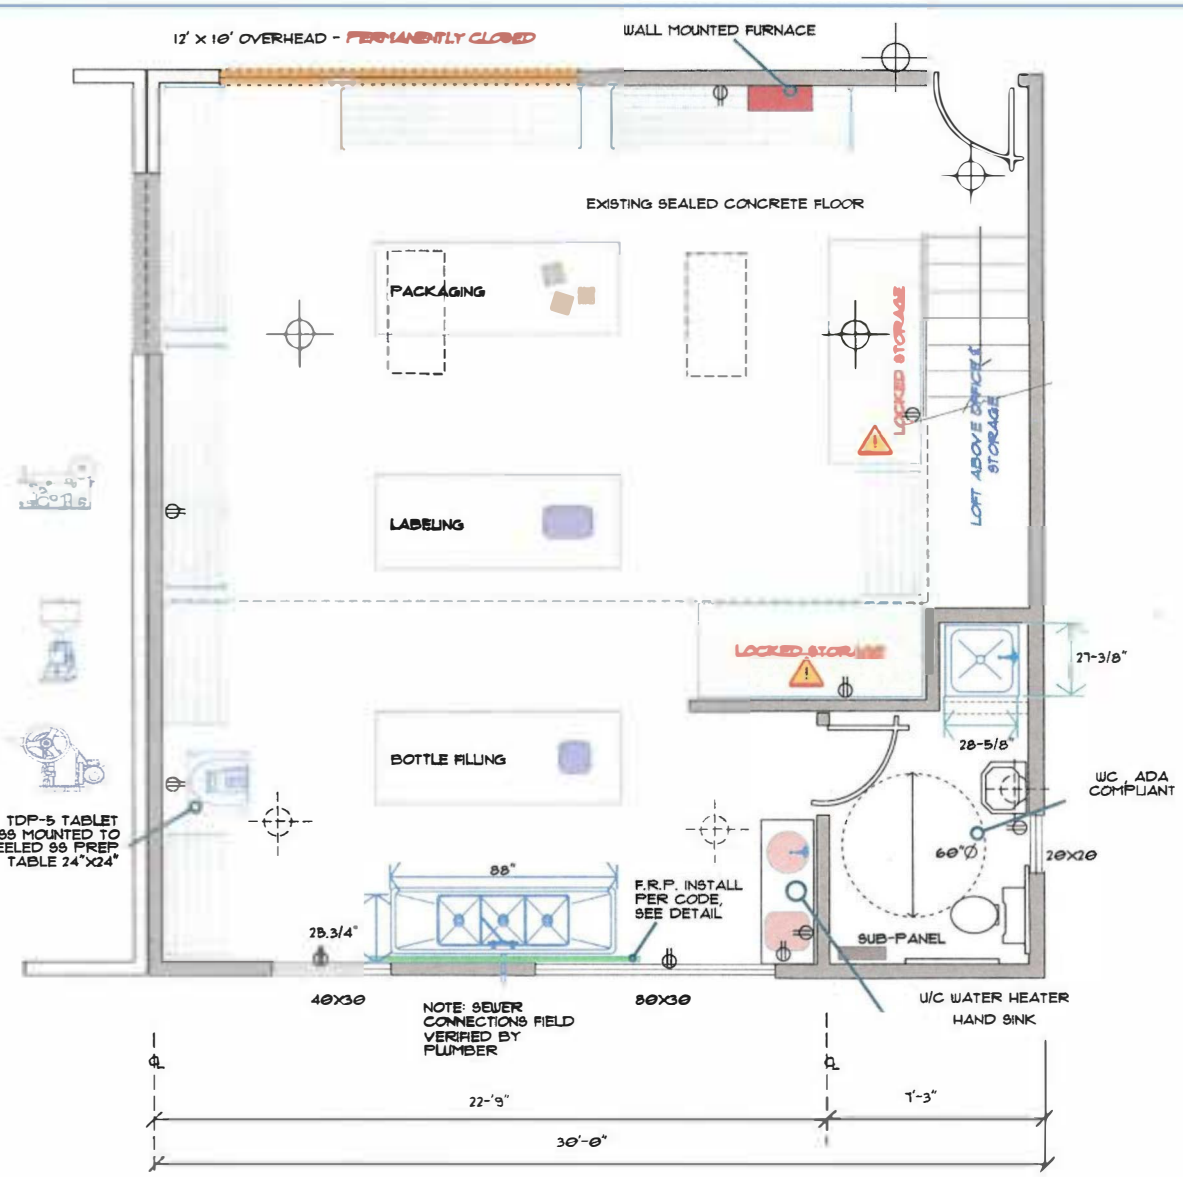 12' X 10' OVERHEAD - PERMANENTLY CLOSED
WALL MOUNTED FURNACE
EXISTING SEALED CONCRETE FLOOR
PACKAGING
LOCKED STORAGE
LOFT ABOVE OFFICE &
STORAGE
LABELING
LOCKED STORAGE
27-3/8"
28-5/8"
BOTTLE FILLING
WC, ADA
COMPLIANT
TDP-5 TABLET
SS MOUNTED TO
EELED SS PREP
TABLE 24"X24"
60"Ø
20X20
88"
F.R.P. INSTALL
PER CODE,
SEE DETAIL
28.3/4"
SUB-PANEL
40X30
NOTE: SEWER
CONNECTIONS FIELD
VERIFIED BY
PLUMBER
80X30
U/C WATER HEATER
HAND SINK
22'-9"
7'-3"
30'-0"